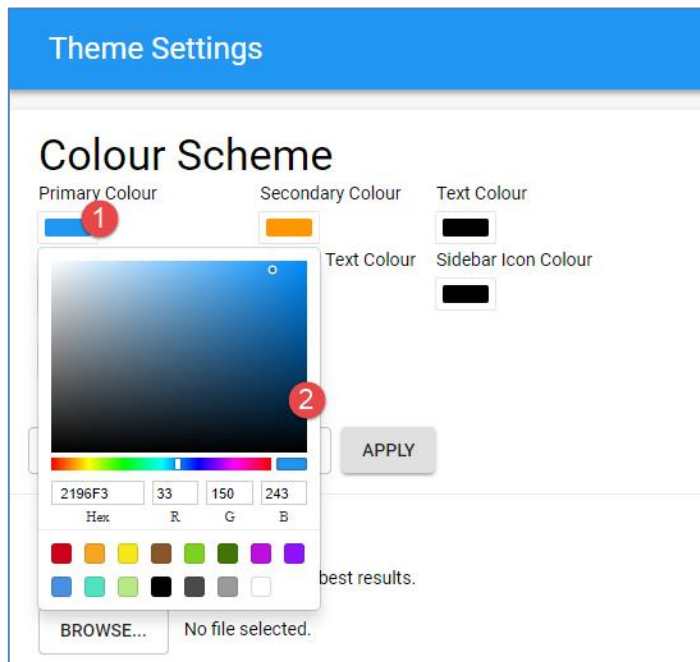 Theme Settings
Colour Scheme
Primary Colour Secondary Colour Text Colour
1
Text Colour Sidebar Icon Colour
2
APPLY
2196F3 33 150 243
Hex R G B
best results.
BROWSE... No file selected.